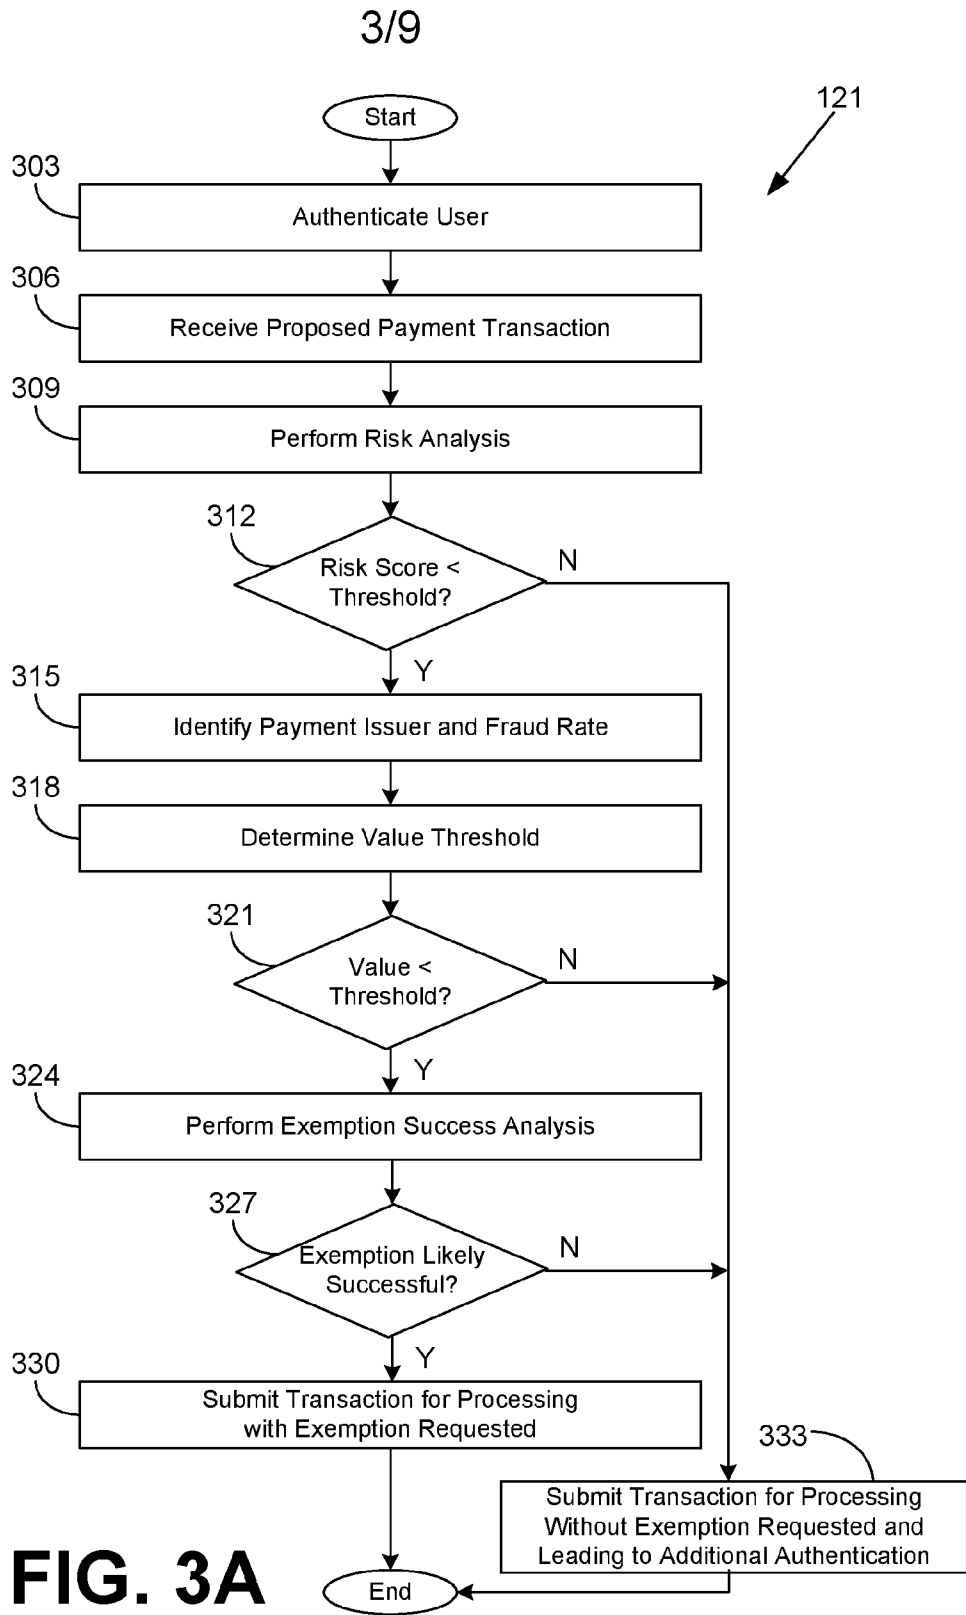 3/9
Start
121
303
Authenticate User
306
Receive Proposed Payment Transaction
309
Perform Risk Analysis
312
Risk Score <
Threshold?
N
Y
315
Identify Payment Issuer and Fraud Rate
318
Determine Value Threshold
321
Value <
Threshold?
N
Y
324
Perform Exemption Success Analysis
327
Exemption Likely
Successful?
N
Y
330
Submit Transaction for Processing
with Exemption Requested
333
Submit Transaction for Processing
Without Exemption Requested and
Leading to Additional Authentication
End
FIG. 3A